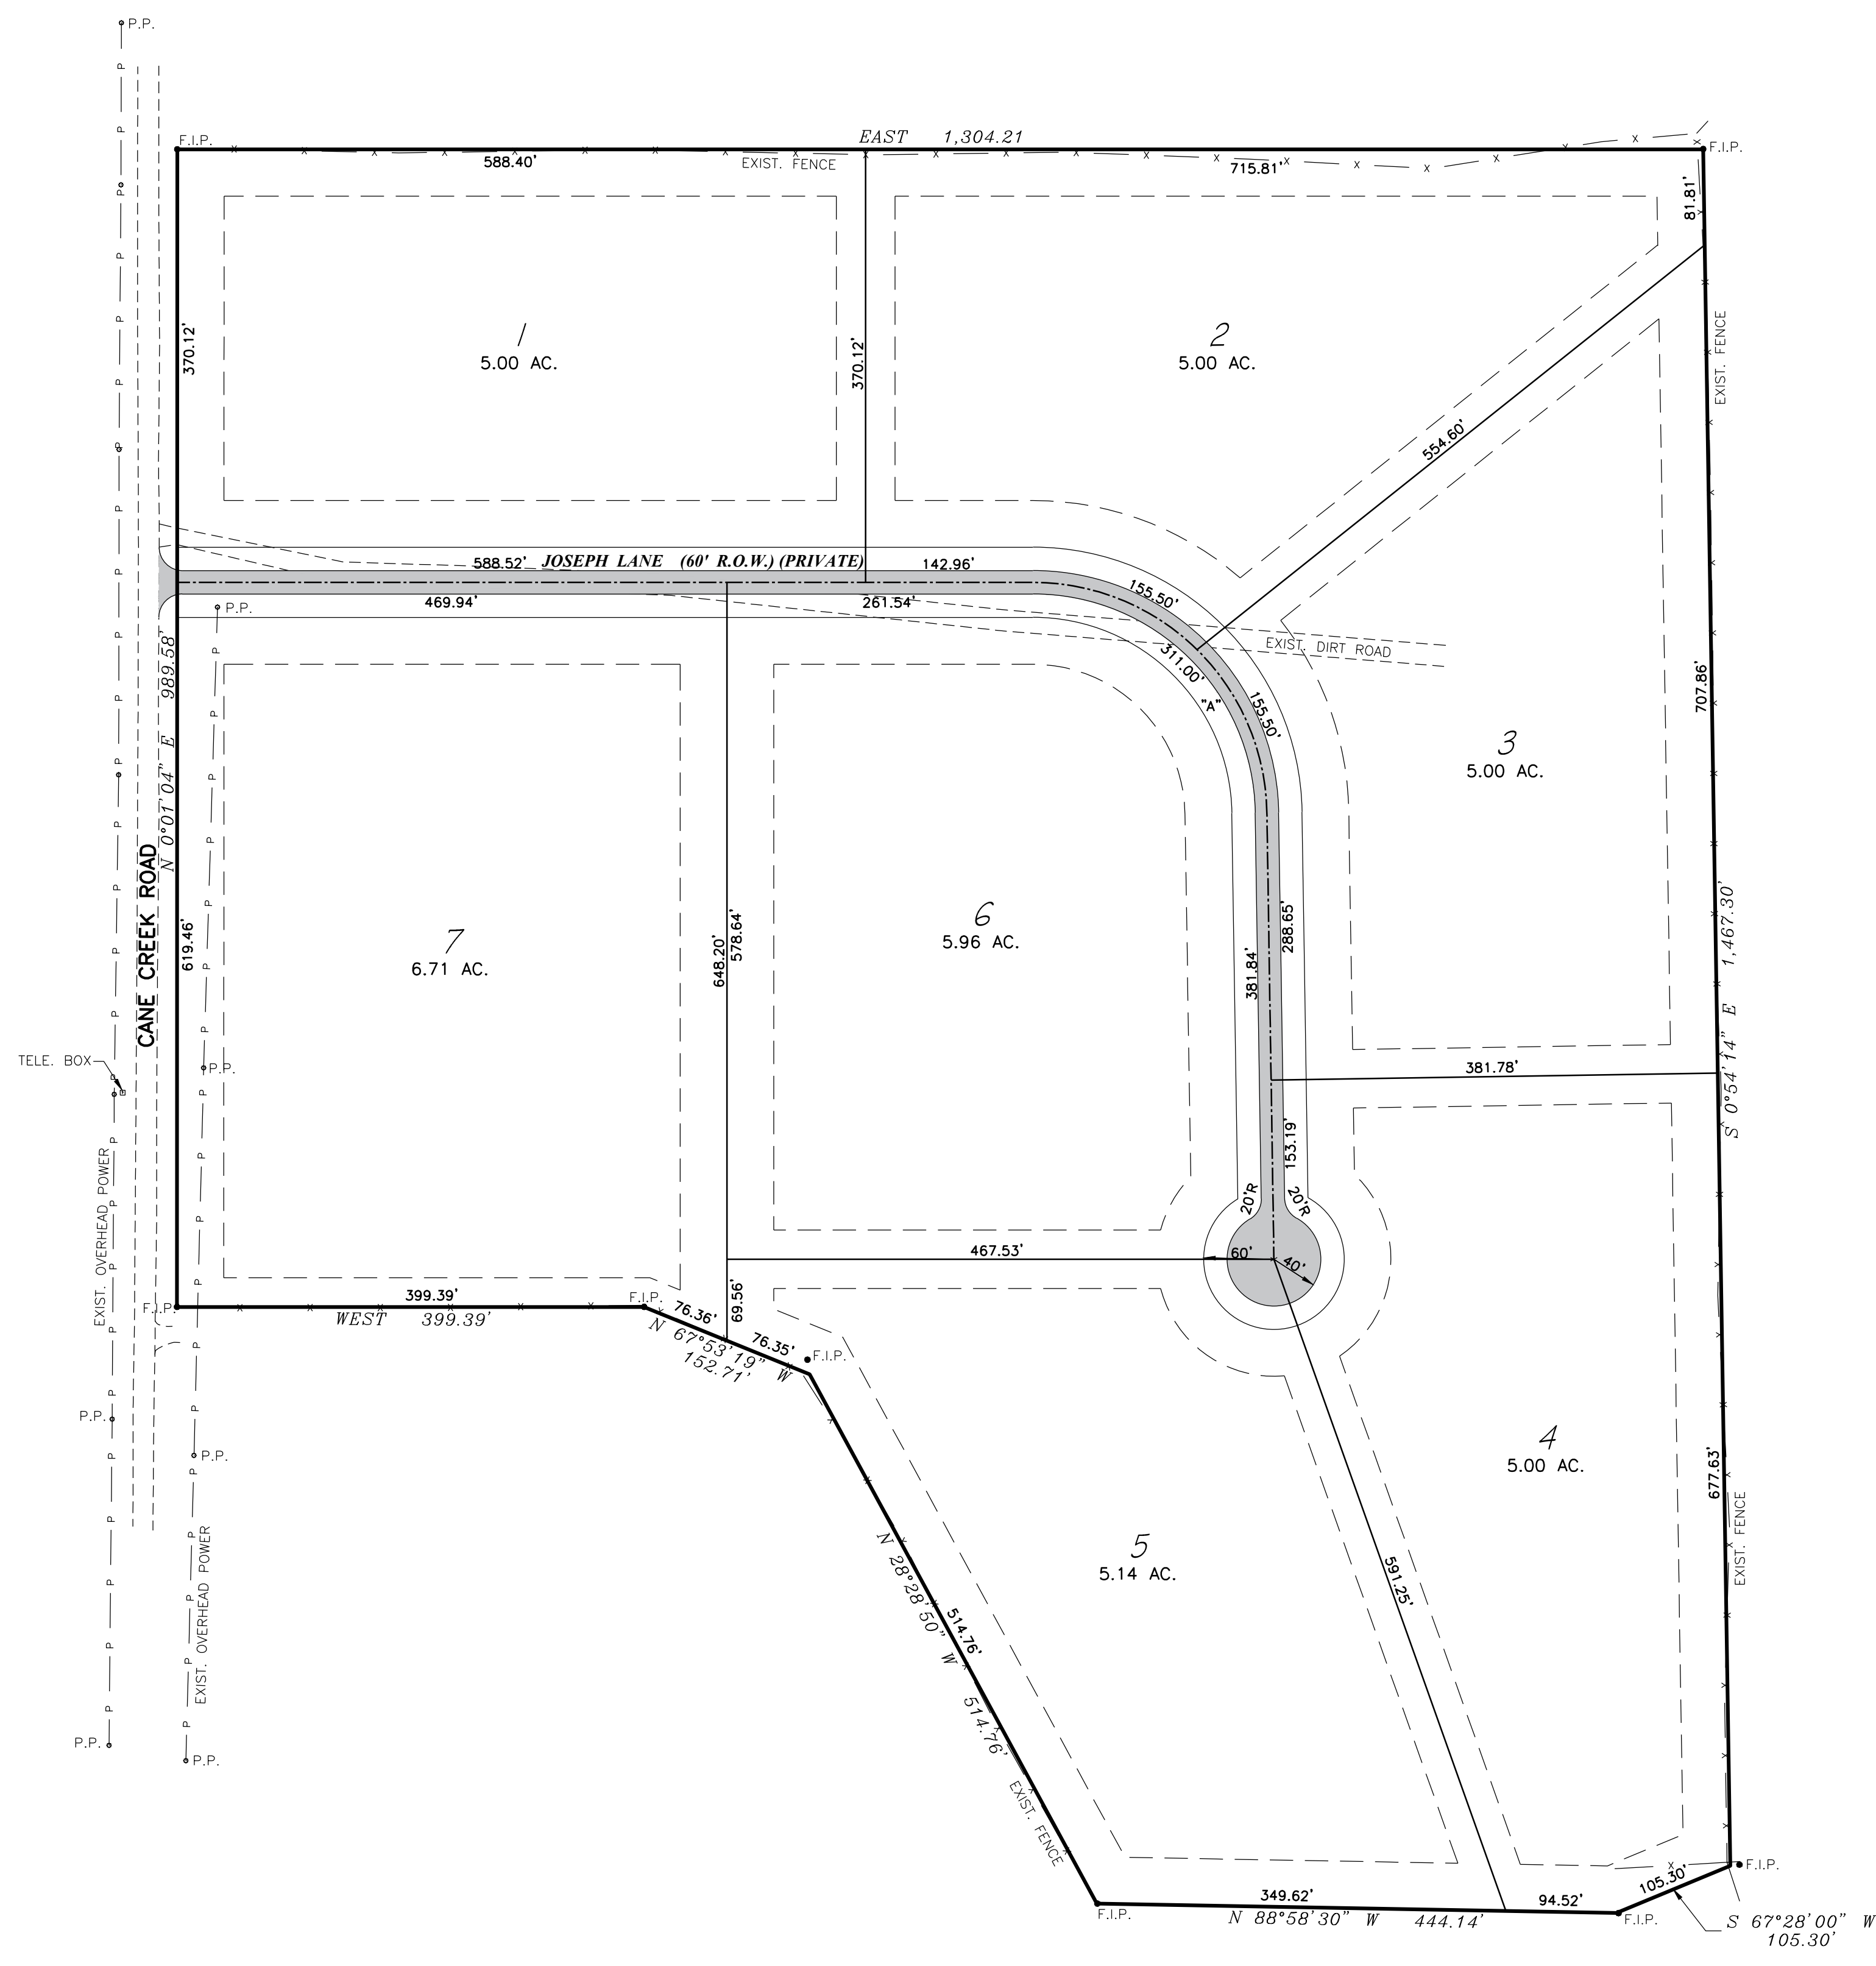 P.P.
F.I.P.
EAST 1,304.21
F.I.P.
588.40'
EXIST. FENCE
715.81'
81.81'
370.12'
1
5.00 AC.
370.12'
2
5.00 AC.
EXIST. FENCE
554.60'
588.52'
JOSEPH LANE (60' R.O.W.) (PRIVATE)
142.96'
155.50'
469.94'
261.54'
P.P.
311.00'
"A"
155.50'
EXIST. DIRT ROAD
707.86'
3
5.00 AC.
N 0°01'04" E 989.58'
CANE CREEK ROAD
619.46'
7
6.71 AC.
648.20'
578.64'
6
5.96 AC.
381.84'
288.65'
S 0°54'14" E 1,467.30'
TELE. BOX
P.P.
381.78'
EXIST. OVERHEAD POWER
153.19'
20'R
20'R
467.53'
60'
40'
F.I.P.
399.39'
WEST 399.39'
F.I.P.
76.36'
69.56'
76.35'
N 67°53'19" W
152.71'
F.I.P.
P.P.
P.P.
EXIST. OVERHEAD POWER
4
5.00 AC.
677.63'
EXIST. FENCE
5
5.14 AC.
591.25'
N 28°28'50" W 514.76'
514.76'
EXIST. FENCE
P.P.
P.P.
F.I.P.
349.62'
N 88°58'30" W 444.14'
94.52'
F.I.P.
105.30'
F.I.P.
S 67°28'00" W
105.30'